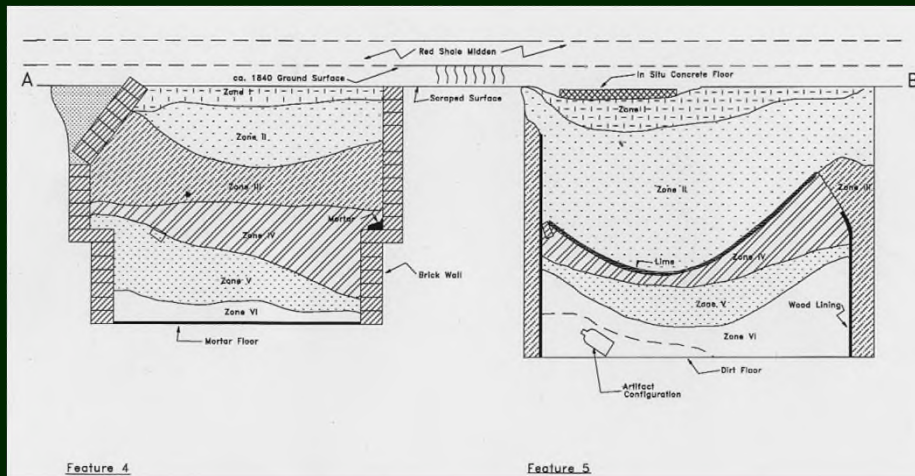 Red Shale Midden
A
ca. 1840 Ground Surface
In Situ Concrete Floor
B
Scraped Surface
Zone I
Zone II
Zone III
Zone II
Zone III
Mortar
Zone IV
Lime
Zone IV
Brick Wall
Zone V
Zone V
Wood Lining
Zone VI
Zone VI
Mortar Floor
Dirt Floor
Artifact
Configuration
Feature 4
Feature 5